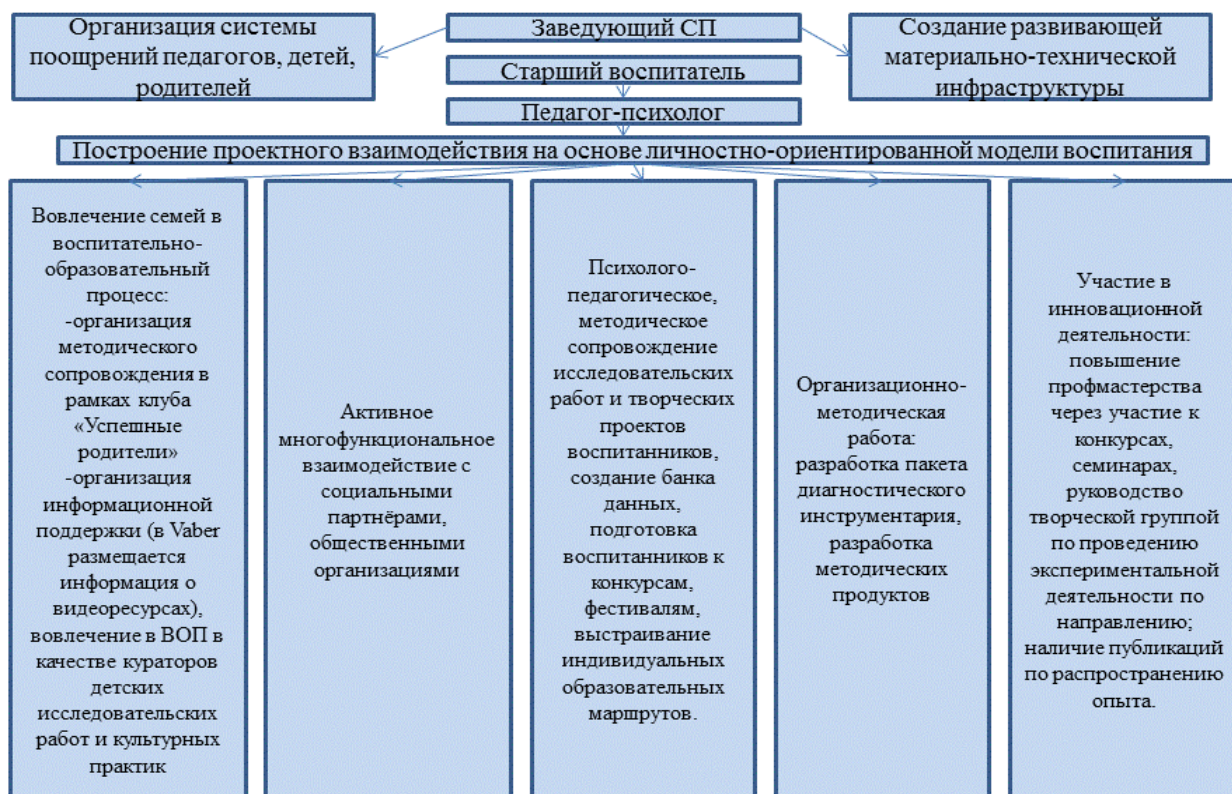 Организация системы
поощрений педагогов, детей,
родителей
Заведующий СП
Создание развивающей
материально-технической
инфраструктуры
Старший воспитатель
Педагог-психолог
Построение проектного взаимодействия на основе личностно-ориентированной модели воспитания
Вовлечение семей в
воспитательно-
образовательный
процесс:
-организация
методического
сопровождения в
рамках клуба
«Успешные
родители»
-организация
информационной
поддержки (в Vaber
размещается
информация о
видеоресурсах),
вовлечение в ВОП в
качестве кураторов
детских
исследовательских
работ и культурных
практик
Активное
многофункциональное
взаимодействие с
социальными
партнёрами,
общественными
организациями
Психолого-
педагогическое,
методическое
сопровождение
исследовательских
работ и творческих
проектов
воспитанников,
создание банка
данных,
подготовка
воспитанников к
конкурсам,
фестивалям,
выстраивание
индивидуальных
образовательных
маршрутов.
Организационно-
методическая
работа:
разработка пакета
диагностического
инструментария,
разработка
методических
продуктов
Участие в
инновационной
деятельности:
повышение
профмастерства
через участие к
конкурсах,
семинарах,
руководство
творческой группой
по проведению
экспериментальной
деятельности по
направлению;
наличие публикаций
по распространению
опыта.